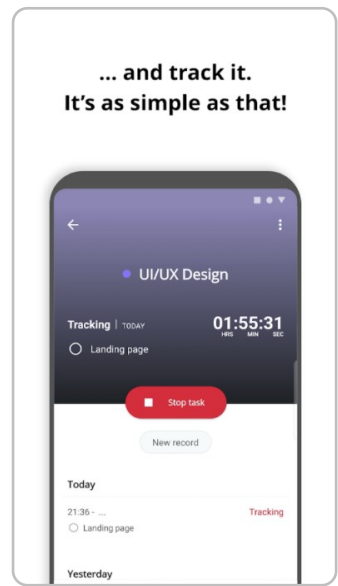 ... and track it.
It's as simple as that!
UI/UX Design
Tracking | TODAY
01:55:31
HRS MIN SEC
Landing page
Stop task
New record
Today
21:36 - ...
Tracking
Landing page
Yesterday